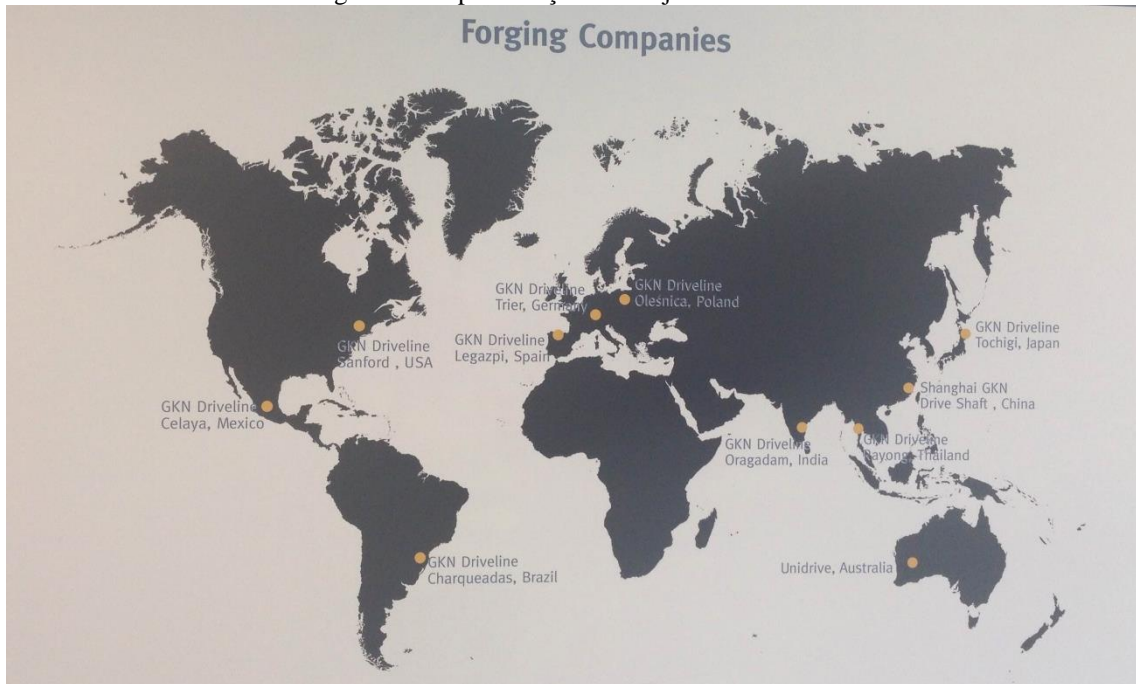 Forging Companies
GKN Driveline
Trier, Germany
GKN Driveline
Oleśnica, Poland
GKN Driveline
Legazpi, Spain
GKN Driveline
Sanford , USA
GKN Driveline
Tochigi, Japan
Shanghai GKN
Drive Shaft , China
GKN Driveline
Celaya, Mexico
GKN Driveline
Oragadam, India
GKN Driveline
Rayong, Thailand
GKN Driveline
Charqueadas, Brazil
Unidrive, Australia